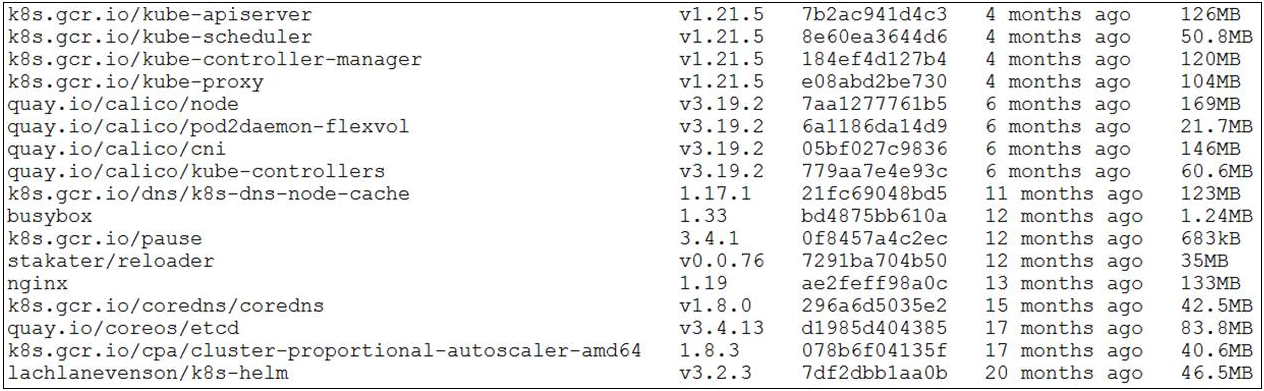 k8s.gcr.io/kube-apiserver v1.21.5 7b2ac941d4c3 4 months ago 126MB
k8s.gcr.io/kube-scheduler v1.21.5 8e60ea3644d6 4 months ago 50.8MB
k8s.gcr.io/kube-controller-manager v1.21.5 184ef4d127b4 4 months ago 120MB
k8s.gcr.io/kube-proxy v1.21.5 e08abd2be730 4 months ago 104MB
quay.io/calico/node v3.19.2 7aa1277761b5 6 months ago 169MB
quay.io/calico/pod2daemon-flexvol v3.19.2 6a1186da14d9 6 months ago 21.7MB
quay.io/calico/cni v3.19.2 05bf027c9836 6 months ago 146MB
quay.io/calico/kube-controllers v3.19.2 779aa7e4e93c 6 months ago 60.6MB
k8s.gcr.io/dns/k8s-dns-node-cache 1.17.1 21fc69048bd5 11 months ago 123MB
busybox 1.33 bd4875bb610a 12 months ago 1.24MB
k8s.gcr.io/pause 3.4.1 0f8457a4c2ec 12 months ago 683kB
stakater/reloader v0.0.76 7291ba704b50 12 months ago 35MB
nginx 1.19 ae2feff98a0c 13 months ago 133MB
k8s.gcr.io/coredns/coredns v1.8.0 296a6d5035e2 15 months ago 42.5MB
quay.io/coreos/etcd v3.4.13 d1985d404385 17 months ago 83.8MB
k8s.gcr.io/cpa/cluster-proportional-autoscaler-amd64 1.8.3 078b6f04135f 17 months ago 40.6MB
lachlanevenson/k8s-helm v3.2.3 7df2dbb1aa0b 20 months ago 46.5MB